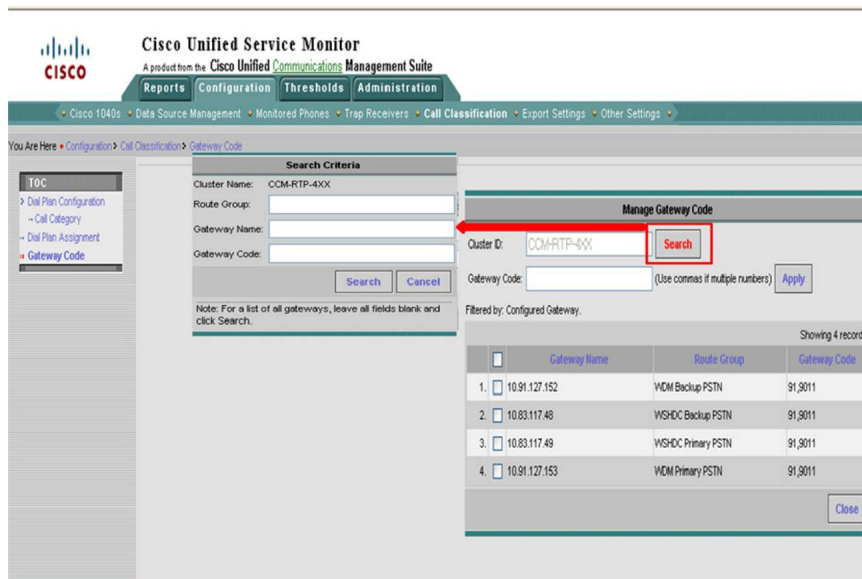 CISCO
Cisco Unified Service Monitor
A product from the Cisco Unified Communications Management Suite
Reports Configuration Thresholds Administration
Cisco 1040s Data Source Management Monitored Phones Trap Receivers Call Classification Export Settings Other Settings
You Are Here Configuration > Call Classification > Gateway Code
TOC
> Dial Plan Configuration
Call Category
Dial Plan Assignment
Gateway Code
Search Criteria
Cluster Name: CCM-RTP-4XX
Route Group:
Gateway Name:
Gateway Code:
Search Cancel
Note: For a list of all gateways, leave all fields blank and
click Search.
Manage Gateway Code
Cluster ID: CCM-RTP-4XX Search
Gateway Code: (Use commas if multiple numbers) Apply
Filtered by: Configured Gateway.
Showing 4 record
Gateway Name Route Group Gateway Code
1. 10.91.127.152 WDM Backup PSTN 91,9011
2. 10.83.117.48 WSHDC Backup PSTN 91,9011
3. 10.83.117.49 WSHDC Primary PSTN 91,9011
4. 10.91.127.153 WDM Primary PSTN 91,9011
Close